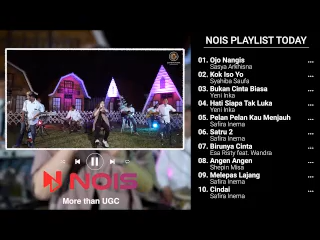 NOIS PLAYLIST TODAY
01. Ojo Nangis ...
Sasya Arkhisna
02. Kok Iso Yo ...
Syahiba Saufa
03. Bukan Cinta Biasa ...
Yeni Inka
04. Hati Siapa Tak Luka ...
Yeni Inka
05. Pelan Pelan Kau Menjauh ...
Safira Inema
06. Satru 2 ...
Safira Inema
07. Birunya Cinta ...
Esa Risty feat. Wandra
08. Angen Angen ...
Shepin Misa
09. Melepas Lajang ...
Safira Inema
10. Cindai ...
Safira Inema
NOIS
More than UGC